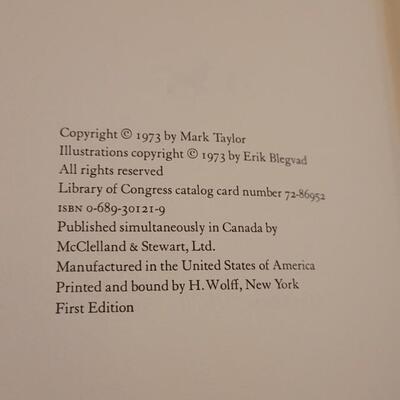 Copyright © 1973 by Mark Taylor
Illustrations copyright © 1973 by Erik Blegvad
All rights reserved
Library of Congress catalog card number 72-86952
ISBN 0-689-30121-9
Published simultaneously in Canada by
McClelland & Stewart, Ltd.
Manufactured in the United States of America
Printed and bound by H. Wolff, New York
First Edition